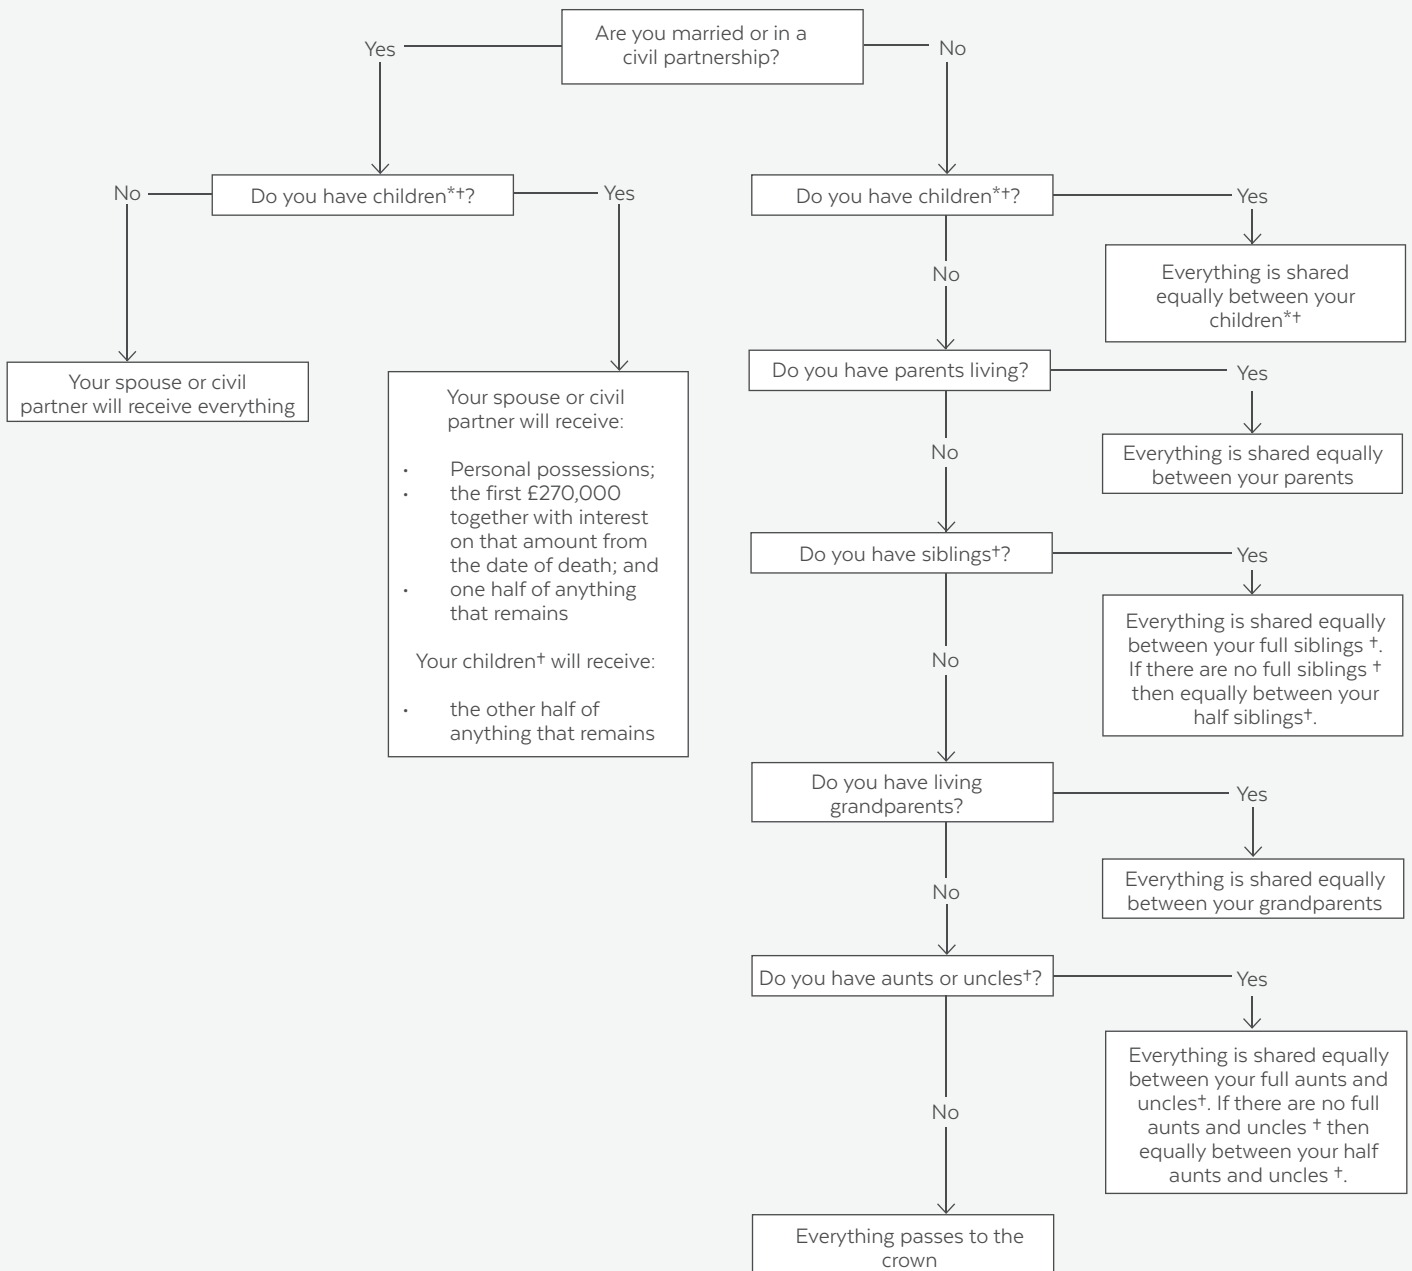 Are you married or in a
civil partnership?
Yes
No
No
Do you have children*†?
Yes
Do you have children*†?
Yes
No
Everything is shared
equally between your
children*†
Your spouse or civil
partner will receive everything
Your spouse or civil
partner will receive:
• Personal possessions;
• the first £270,000
together with interest
on that amount from
the date of death; and
• one half of anything
that remains
Your children† will receive:
• the other half of
anything that remains
Do you have parents living?
Yes
No
Everything is shared equally
between your parents
Do you have siblings†?
Yes
No
Everything is shared equally
between your full siblings †.
If there are no full siblings †
then equally between your
half siblings†.
Do you have living
grandparents?
Yes
No
Everything is shared equally
between your grandparents
Do you have aunts or uncles†?
Yes
No
Everything is shared equally
between your full aunts and
uncles†. If there are no full
aunts and uncles † then
equally between your half
aunts and uncles †.
Everything passes to the
crown